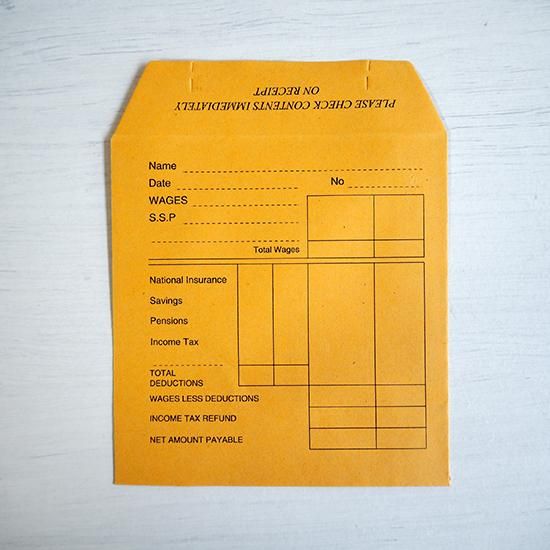 PLEASE CHECK CONTENTS IMMEDIATELY
ON RECEIPT
Name
Date No
WAGES
S.S.P
Total Wages
National Insurance
Savings
Pensions
Income Tax
TOTAL
DEDUCTIONS
WAGES LESS DEDUCTIONS
INCOME TAX REFUND
NET AMOUNT PAYABLE